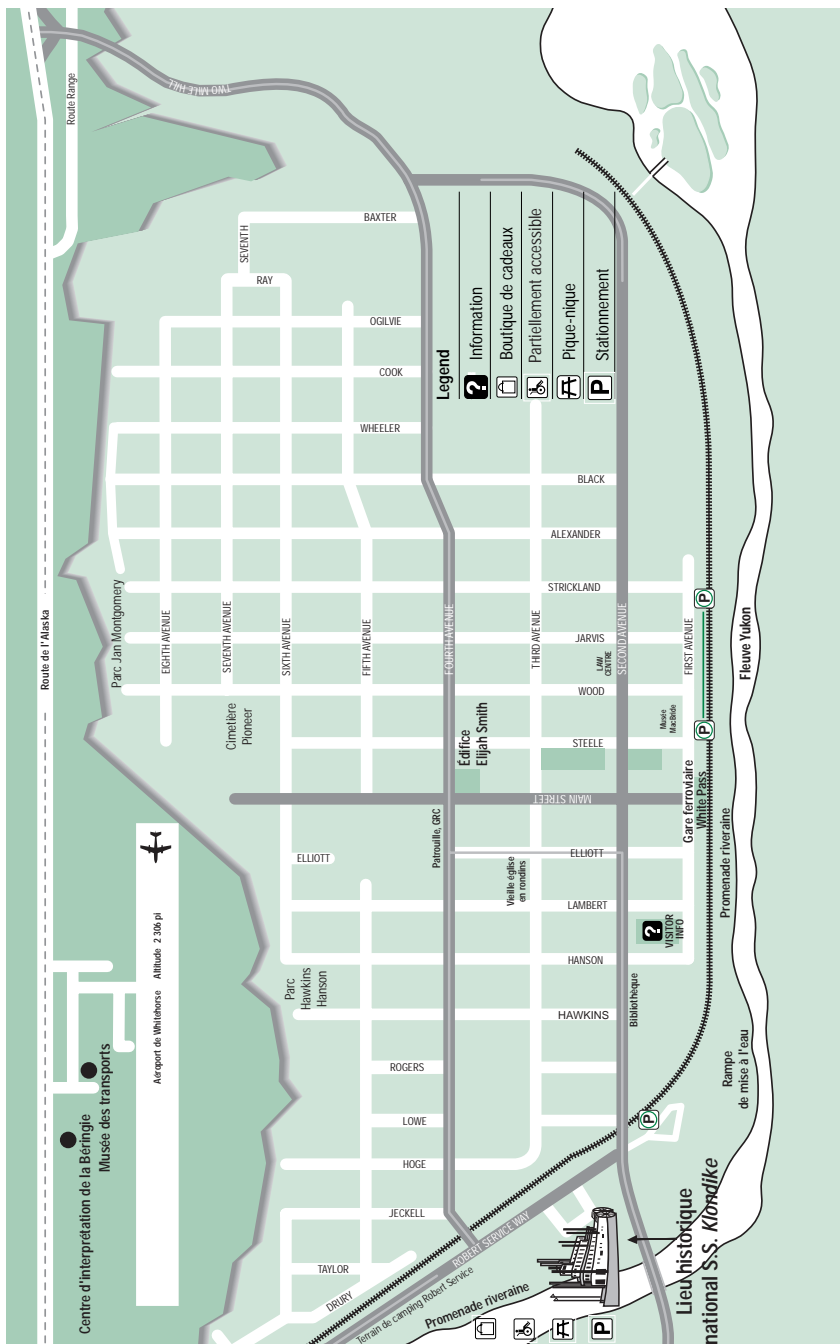 Route Range
TWO MILE HILL
Route de l'Alaska
SEVENTH
BAXTER
RAY
OGILVIE
COOK
WHEELER
BLACK
ALEXANDER
STRICKLAND
JARVIS
WOOD
STEELE
MAIN STREET
ELLIOTT
ELLIOTT
LAMBERT
HANSON
HAWKINS
ROGERS
LOWE
HOGE
JECKELL
TAYLOR
DRURY
Legend
? Information
Boutique de cadeaux
Partiellement accessible
Pique-nique
P Stationnement
Parc Jan Montgomery
EIGHTH AVENUE
SEVENTH AVENUE
SIXTH AVENUE
FIFTH AVENUE
FOURTH AVENUE
THIRD AVENUE
LAW
CENTRE
SECOND AVENUE
FIRST AVENUE
P
P
Fleuve Yukon
Cimetière
Pioneer
Édifice
Elijah Smith
Musée
MacBride
Gare ferroviaire
White Pass
Promenade riveraine
Patrouille, GRC
Vieille église
en rondins
?
VISITOR
INFO
Bibliothèque
Parc
Hawkins
Hanson
Aéroport de Whitehorse Altitude 2 306 pi
Centre d'interprétation de la Béringie
Musée des transports
Rampe
de mise à l'eau
P
ROBERT SERVICE WAY
Terrain de camping Robert Service
Promenade riveraine
Lieu historique
national S.S. Klondike
P